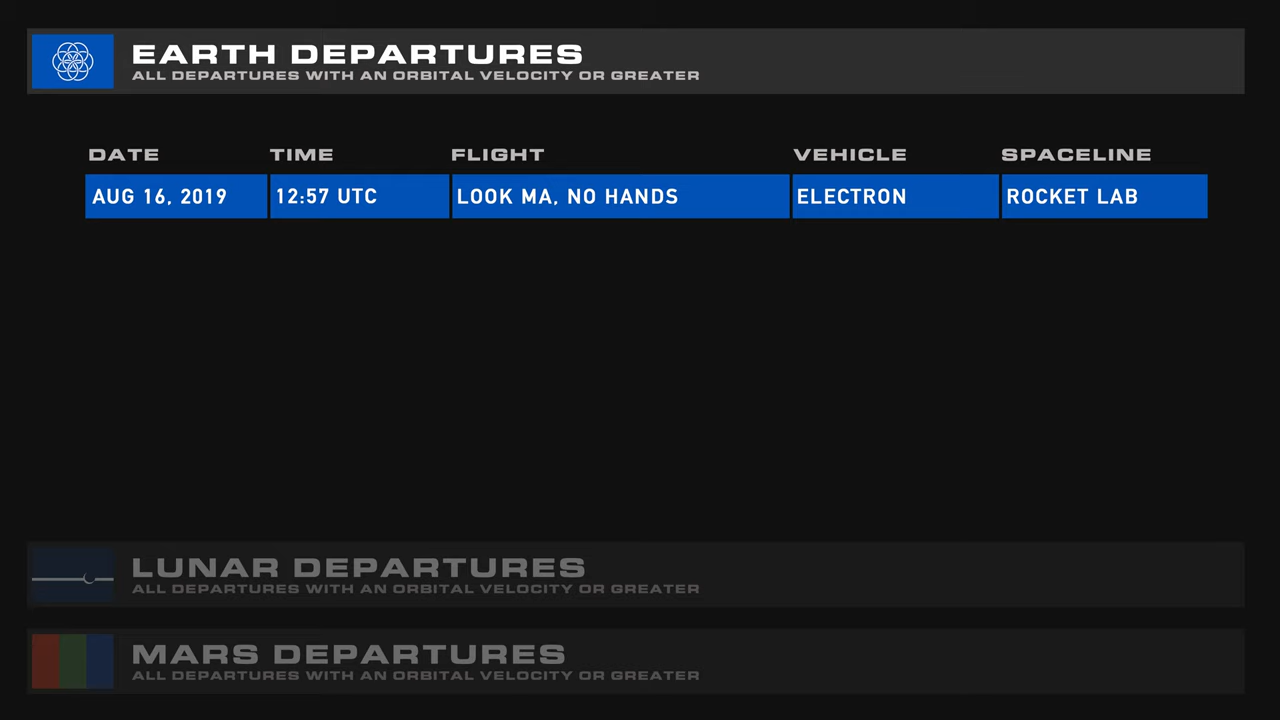 EARTH DEPARTURES
ALL DEPARTURES WITH AN ORBITAL VELOCITY OR GREATER
DATE TIME FLIGHT VEHICLE SPACELINE
AUG 16, 2019 12:57 UTC LOOK MA, NO HANDS ELECTRON ROCKET LAB
LUNAR DEPARTURES
ALL DEPARTURES WITH AN ORBITAL VELOCITY OR GREATER
MARS DEPARTURES
ALL DEPARTURES WITH AN ORBITAL VELOCITY OR GREATER